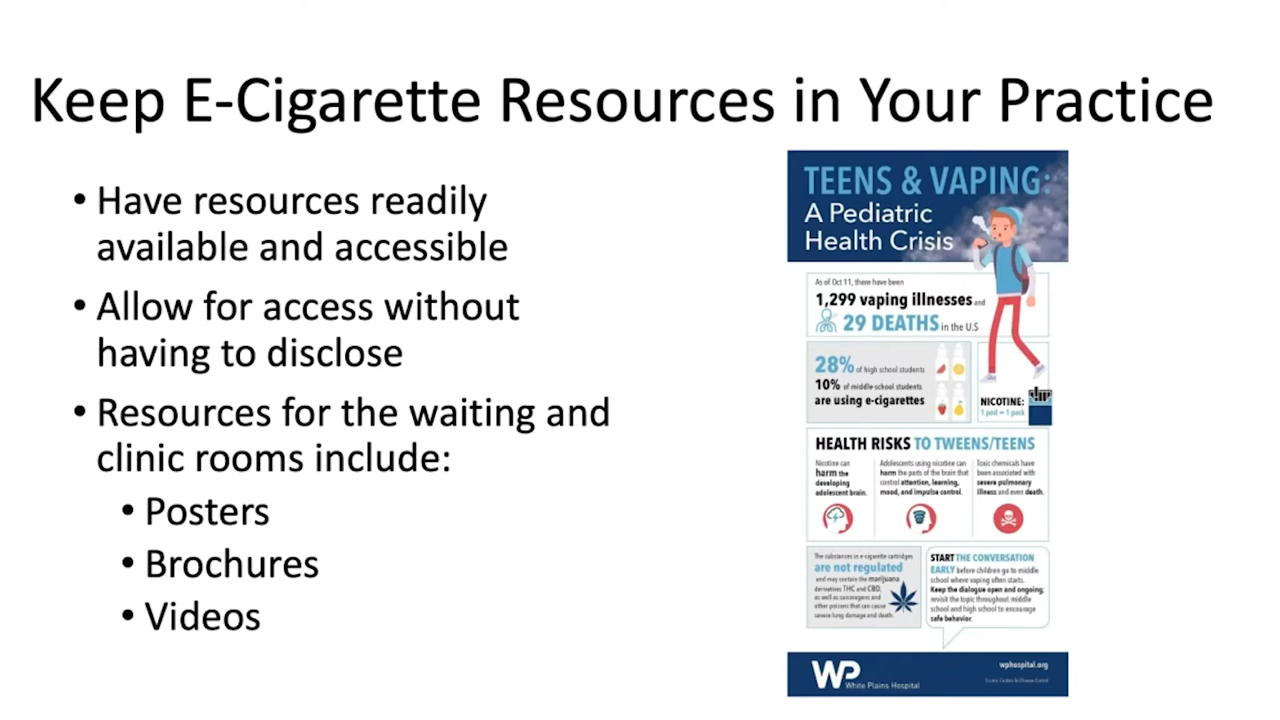 Keep E-Cigarette Resources in Your Practice
• Have resources readily
available and accessible
• Allow for access without
having to disclose
• Resources for the waiting and
clinic rooms include:
• Posters
• Brochures
• Videos
TEENS & VAPING:
A Pediatric
Health Crisis
As of Oct 11, there have been
1,299 vaping illnesses and
29 DEATHS in the U.S
28% of high school students
10% of middle-school students
are using e-cigarettes
NICOTINE:
1 pod = 1 pack
HEALTH RISKS TO TWEENS/TEENS
Nicotine can
harm the
developing
adolescent brain.
Adolescents using nicotine can
harm the parts of the brain that
control attention, learning,
mood, and impulse control.
Toxic chemicals have
been associated with
severe pulmonary
illness and even death.
The substances in e-cigarette cartridges
are not regulated
and may contain the marijuana
derivatives THC and CBD,
as well as carcinogens and
other poisons that can cause
severe lung damage and death.
START THE CONVERSATION
EARLY before children go to middle
school where vaping often starts.
Keep the dialogue open and ongoing;
revisit the topic throughout middle
school and high school to encourage
safe behavior.
WP
White Plains Hospital
wphospital.org
Source: Centers for Disease Control